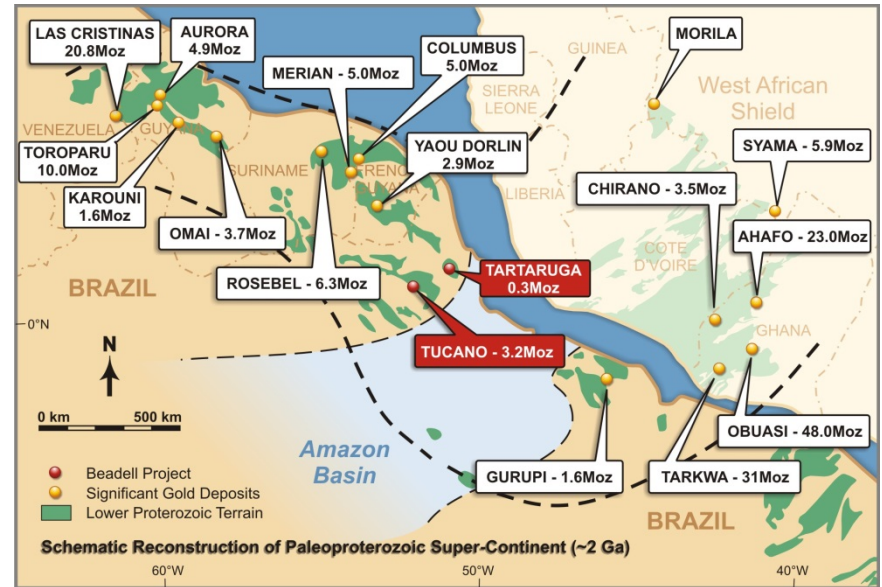 LAS CRISTINAS
20.8Moz
AURORA
4.9Moz
MERIAN - 5.0Moz
COLUMBUS
5.0Moz
GUINEA
MORILA
SIERRA
LEONE
West African
Shield
VENEZUELA
GUYANA
TOROPARU
10.0Moz
KAROUNI
1.6Moz
SURINAME
FRENCH
GUYANA
YAOU DORLIN
2.9Moz
LIBERIA
SYAMA - 5.9Moz
CHIRANO - 3.5Moz
OMAI - 3.7Moz
COTE
D'VOIRE
AHAFO - 23.0Moz
ROSEBEL - 6.3Moz
TARTARUGA
0.3Moz
BRAZIL
0°N
GHANA
TUCANO - 3.2Moz
N
0 km
500 km
Amazon
Basin
OBUASI - 48.0Moz
GURUPI - 1.6Moz
TARKWA - 31Moz
Beadell Project
Significant Gold Deposits
Lower Proterozoic Terrain
BRAZIL
Schematic Reconstruction of Paleoproterozoic Super-Continent (~2 Ga)
60°W
50°W
40°W